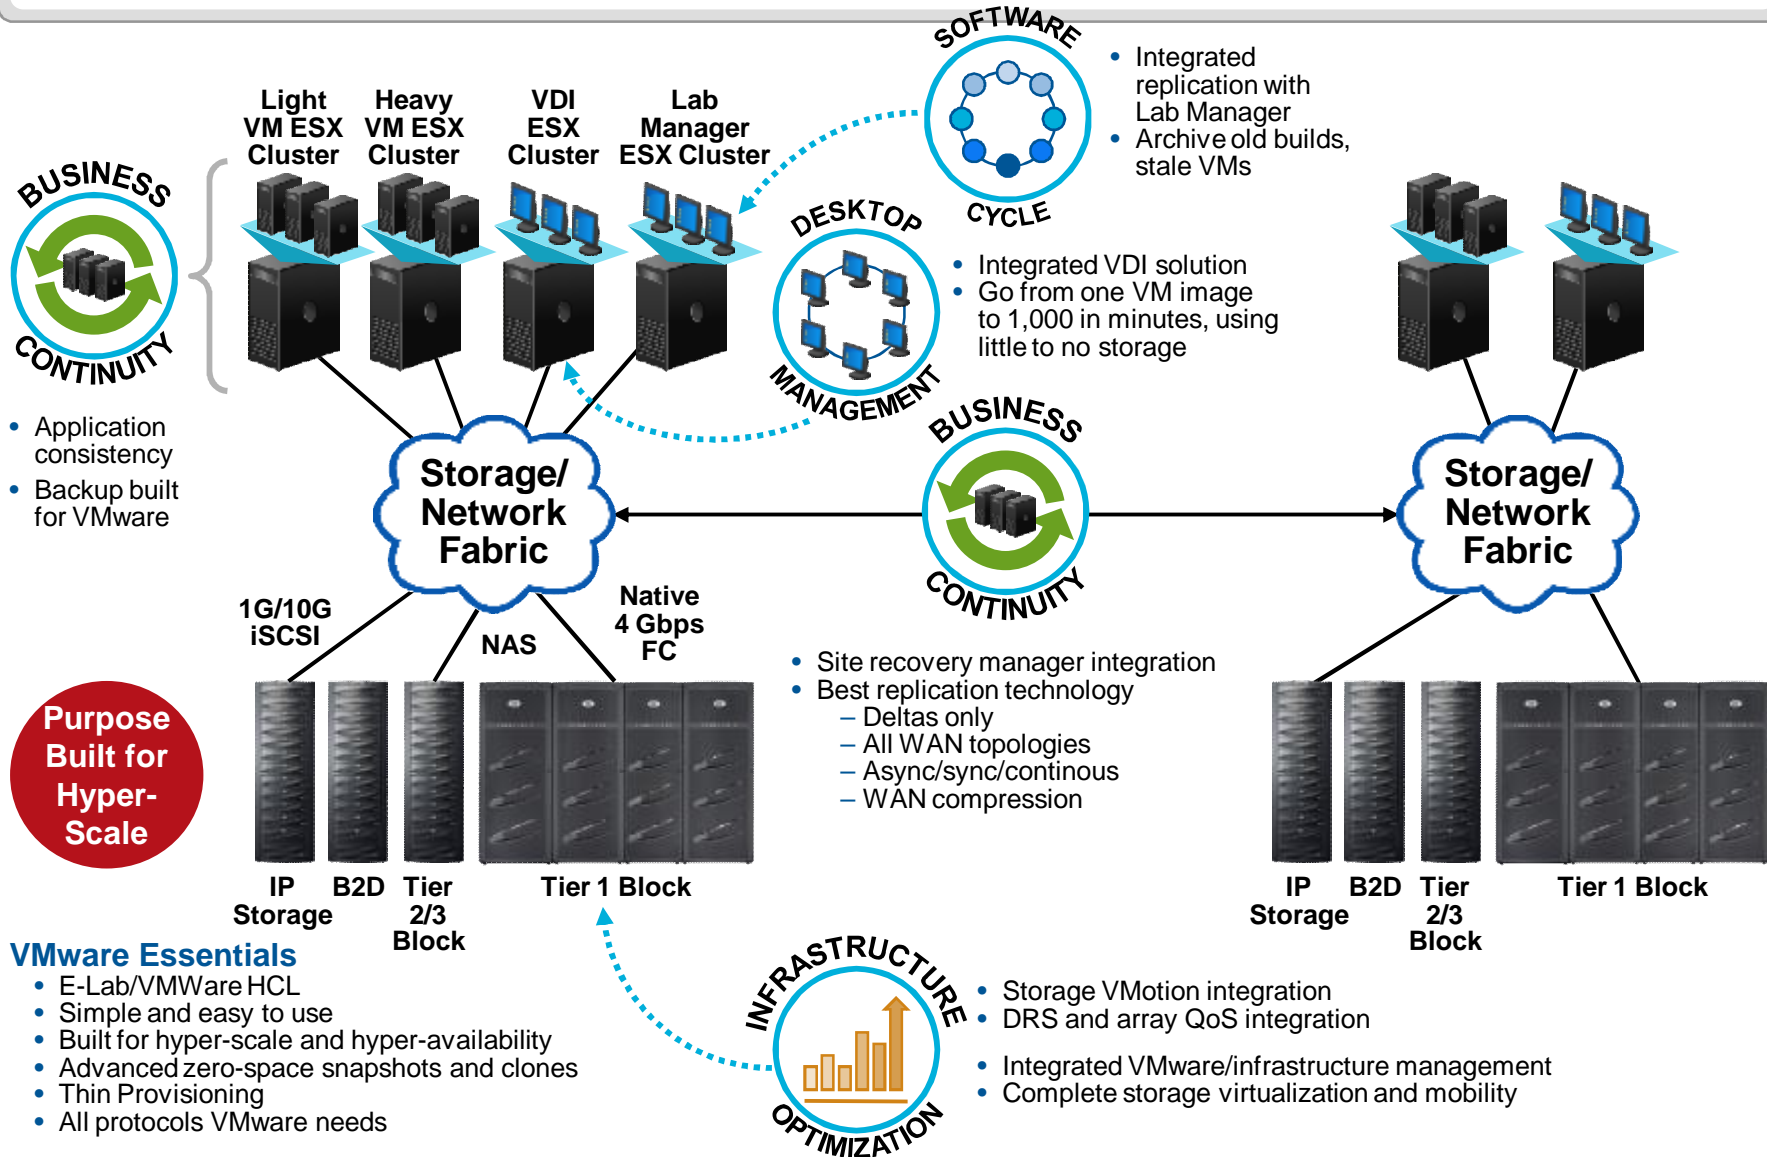 SOFTWARE
CYCLE
• Integrated
replication with
Lab Manager
• Archive old builds,
stale VMs
Light
VM ESX
Cluster
Heavy
VM ESX
Cluster
VDI
ESX
Cluster
Lab
Manager
ESX Cluster
BUSINESS
CONTINUITY
• Application
consistency
• Backup built
for VMware
DESKTOP
MANAGEMENT
• Integrated VDI solution
• Go from one VM image
to 1,000 in minutes, using
little to no storage
Storage/
Network
Fabric
BUSINESS
CONTINUITY
Storage/
Network
Fabric
1G/10G
iSCSI
NAS
Native
4 Gbps
FC
• Site recovery manager integration
• Best replication technology
– Deltas only
– All WAN topologies
– Async/sync/continous
– WAN compression
Purpose
Built for
Hyper-
Scale
IP
Storage
B2D
Tier
2/3
Block
Tier 1 Block
IP
Storage
B2D
Tier
2/3
Block
Tier 1 Block
VMware Essentials
• E-Lab/VMWare HCL
• Simple and easy to use
• Built for hyper-scale and hyper-availability
• Advanced zero-space snapshots and clones
• Thin Provisioning
• All protocols VMware needs
INFRASTRUCTURE
OPTIMIZATION
• Storage VMotion integration
• DRS and array QoS integration
• Integrated VMware/infrastructure management
• Complete storage virtualization and mobility